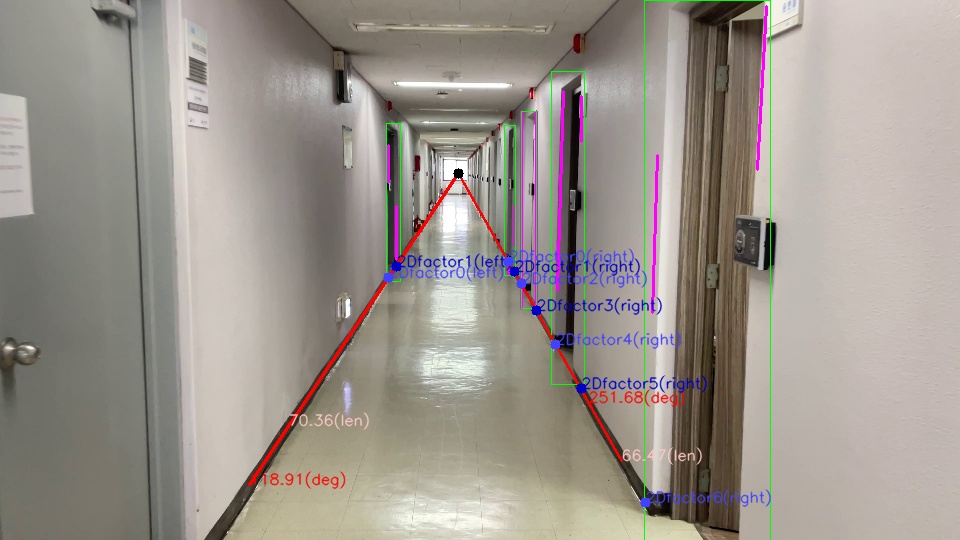 2Dfactor0(right)
2Dfactor1(left)
2Dfactor1(right)
2Dfactor0(left)
2Dfactor2(right)
2Dfactor3(right)
2Dfactor4(right)
2Dfactor5(right)
251.68(deg)
70.36(len)
66.47(len)
118.91(deg)
2Dfactor6(right)